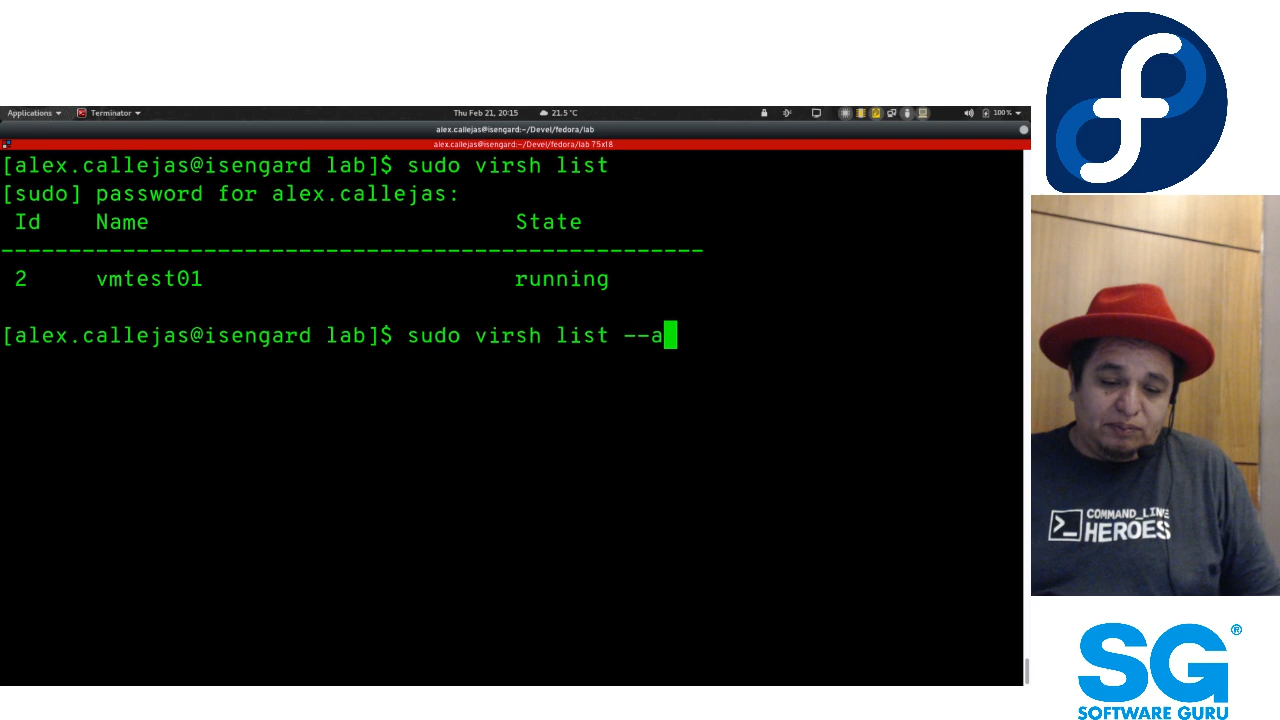 Applications
Terminator
Thu Feb 21, 20:15
21.5 °C
100 %
alex.callejas@isengard:~/Devel/fedora/lab
alex.callejas@isengard:~/Devel/fedora/lab 75x18
[alex.callejas@isengard lab]$ sudo virsh list
[sudo] password for alex.callejas:
Id Name State
----------------------------------------------------
2 vmtest01 running
[alex.callejas@isengard lab]$ sudo virsh list --a
>_ COMMAND_LINE
HEROES
SG®
SOFTWARE GURU